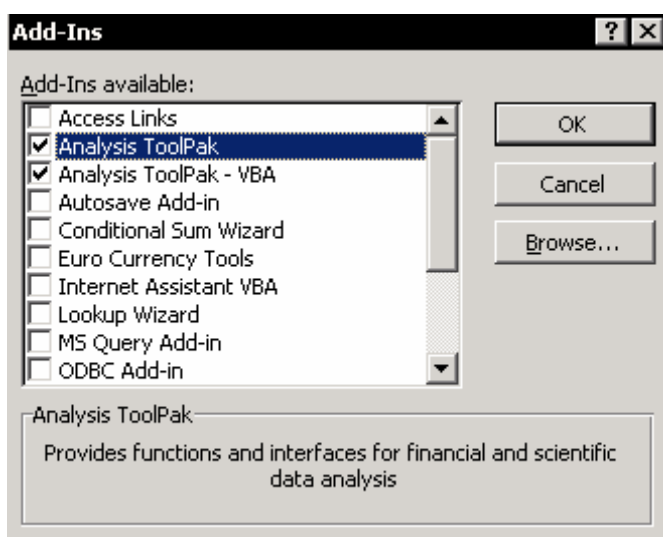 Add-Ins
Add-Ins available:
Access Links
Analysis ToolPak
Analysis ToolPak - VBA
Autosave Add-in
Conditional Sum Wizard
Euro Currency Tools
Internet Assistant VBA
Lookup Wizard
MS Query Add-in
ODBC Add-in
OK
Cancel
Browse...
Analysis ToolPak
Provides functions and interfaces for financial and scientific
data analysis